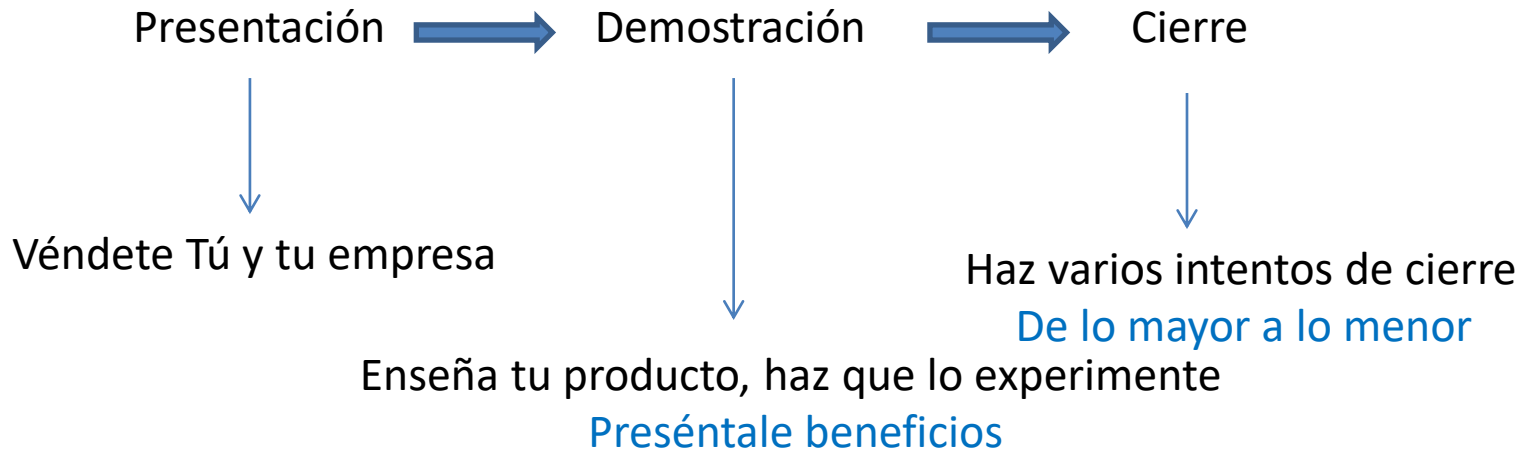 Presentación
Demostración
Cierre
Véndete Tú y tu empresa
Haz varios intentos de cierre
De lo mayor a lo menor
Enseña tu producto, haz que lo experimente
Preséntale beneficios